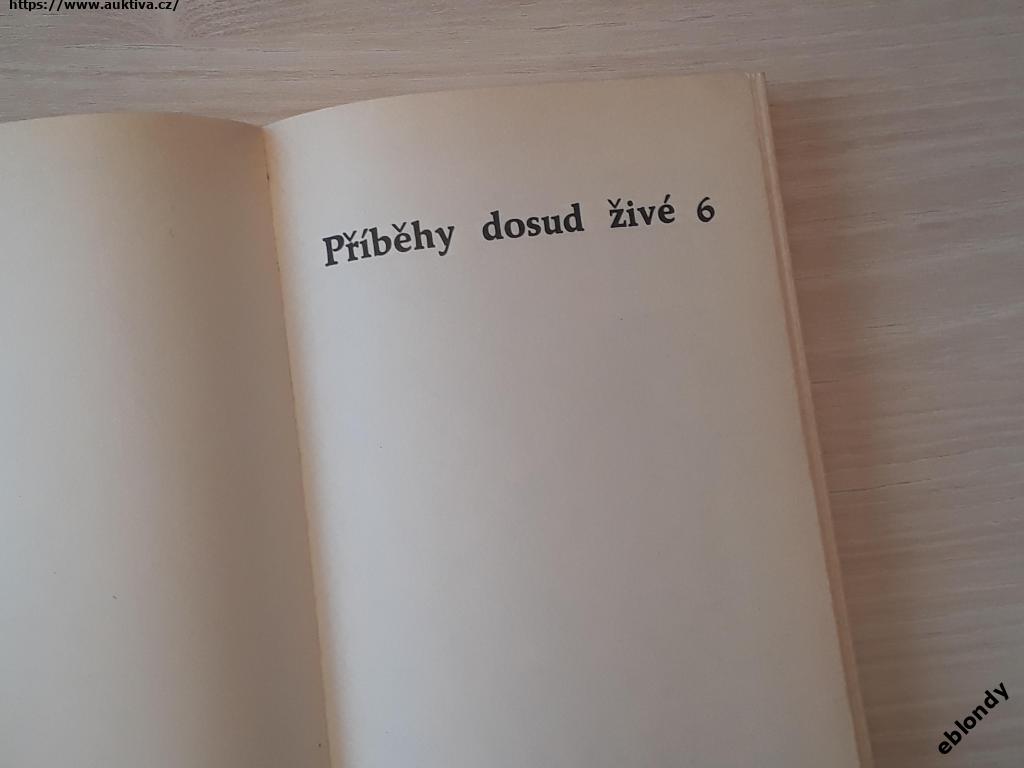 https://www.auktiva.cz/
Příběhy dosud živé 6
eblondy